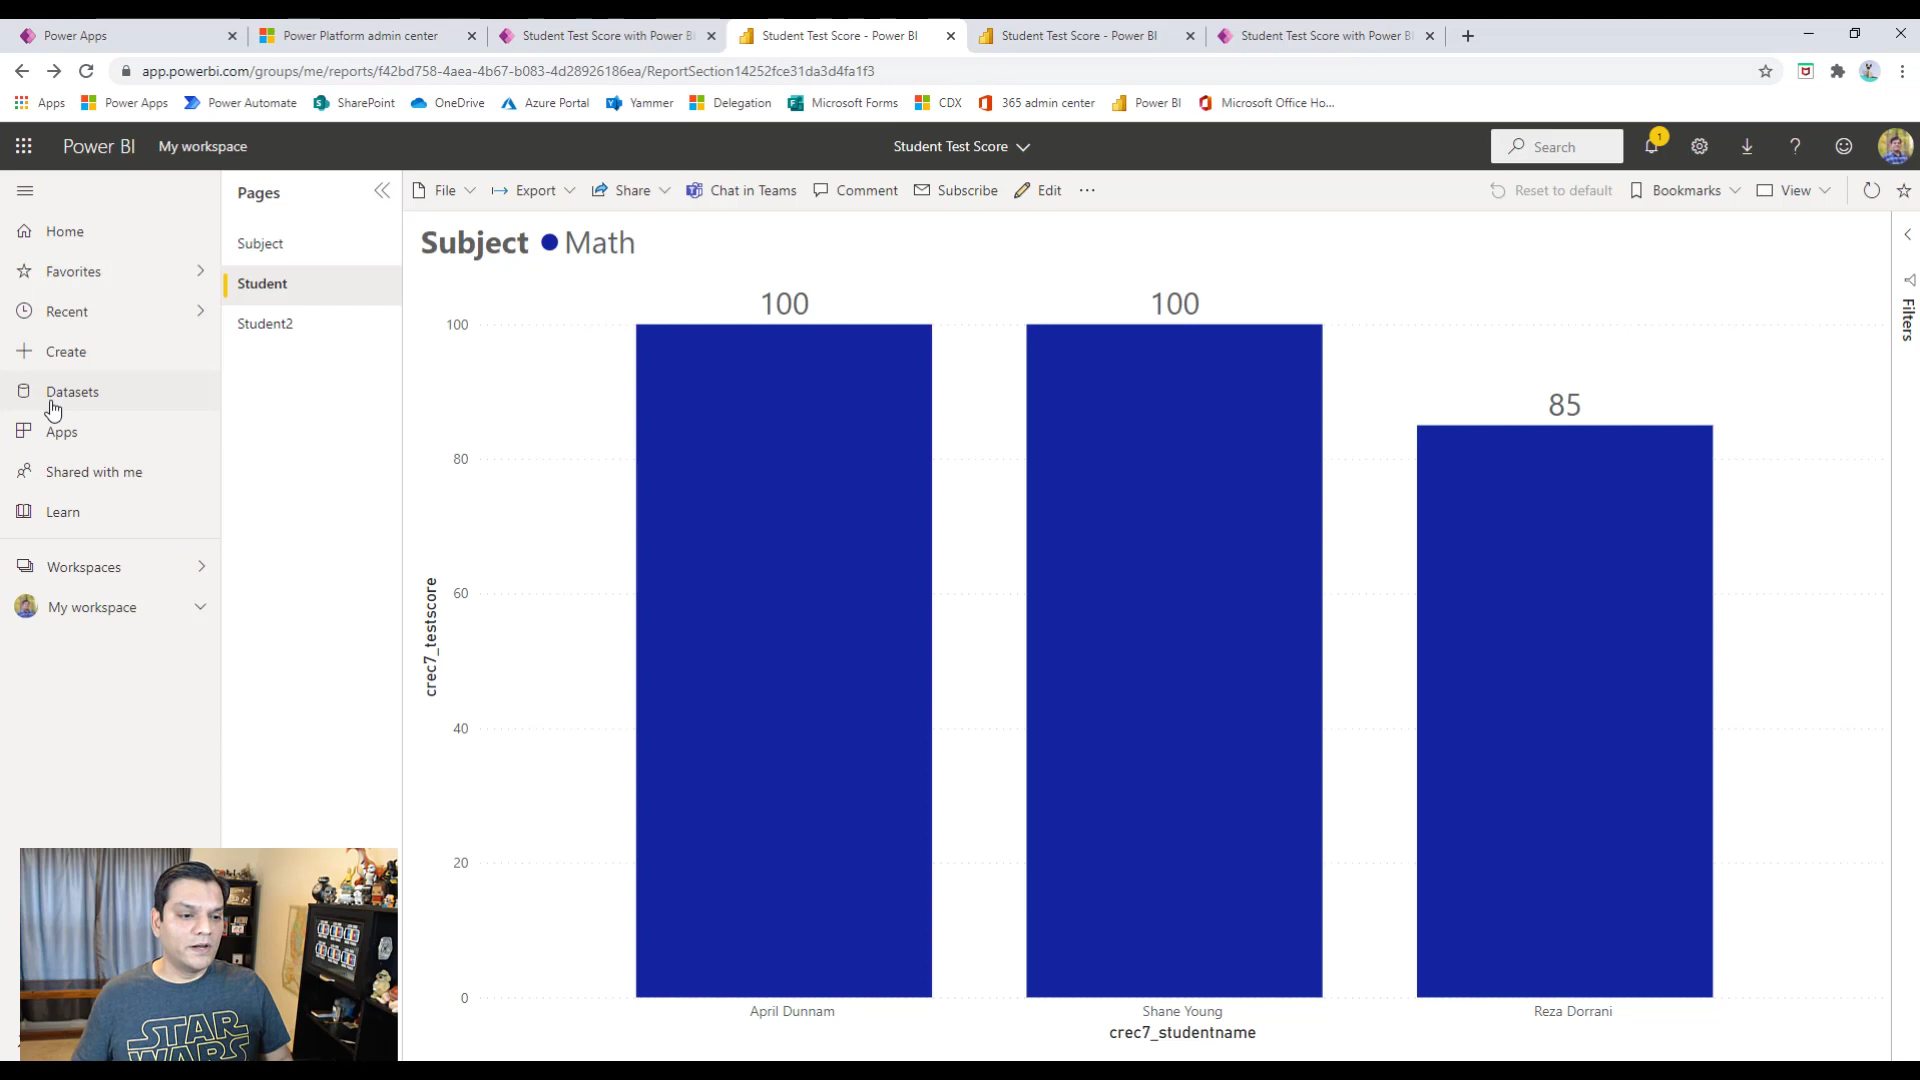 Power Apps
Power Platform admin center
Student Test Score with Power B
Student Test Score - Power BI
Student Test Score - Power BI
Student Test Score with Power B
app.powerbi.com/groups/me/reports/f42bd758-4aea-4b67-b083-4d28926186ea/ReportSection14252fce31da3d4fa1f3
Apps
Power Apps
Power Automate
SharePoint
OneDrive
Azure Portal
Yammer
Delegation
Microsoft Forms
CDX
365 admin center
Power BI
Microsoft Office Ho...
Power BI
My workspace
Student Test Score
Search
1
Pages
File
Export
Share
Chat in Teams
Comment
Subscribe
Edit
Reset to default
Bookmarks
View
Home
Favorites
Recent
Create
Datasets
Apps
Shared with me
Learn
Workspaces
My workspace
Subject
Student
Student2
Subject
Math
Filters
100
100
85
100
80
60
40
20
0
crec7_testscore
April Dunnam
Shane Young
Reza Dorrani
crec7_studentname
STAR
WARS